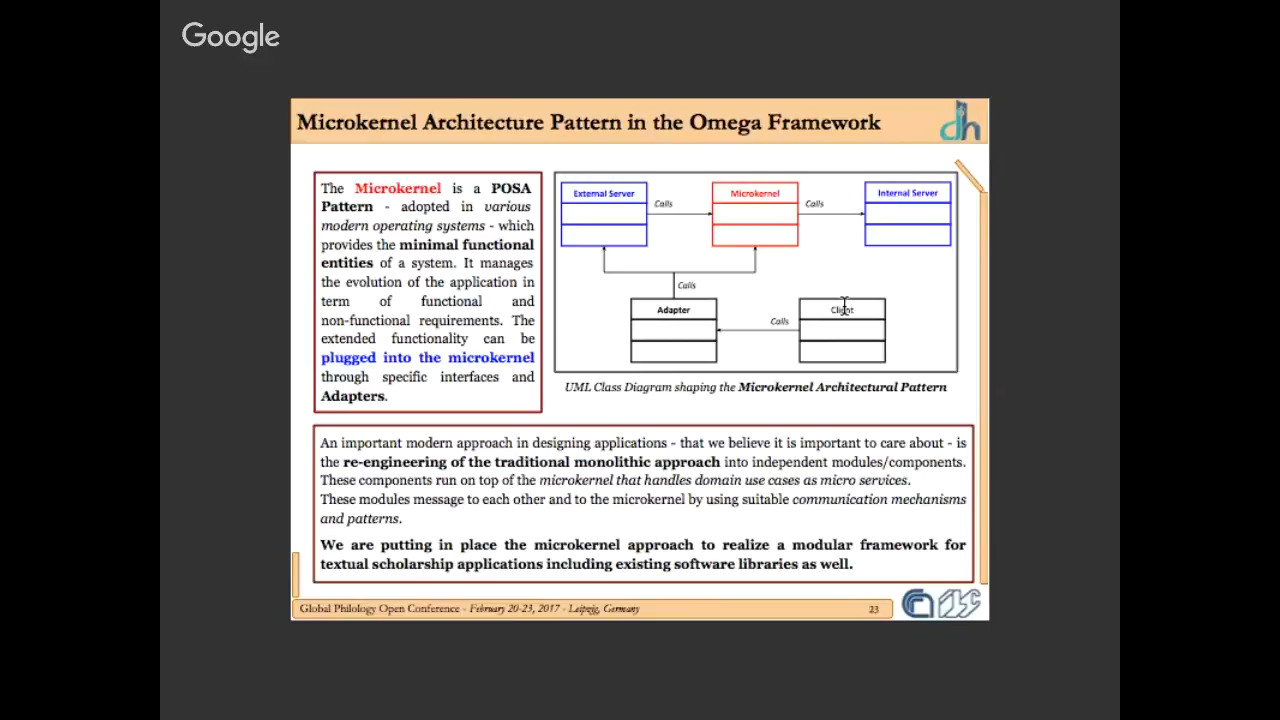 Google
Microkernel Architecture Pattern in the Omega Framework
dh
The Microkernel is a POSA
Pattern - adopted in various
modern operating systems - which
provides the minimal functional
entities of a system. It manages
the evolution of the application in
term of functional and
non-functional requirements. The
extended functionality can be
plugged into the microkernel
through specific interfaces and
Adapters.
External Server
Calls
Microkernel
Calls
Internal Server
Calls
Adapter
Calls
Client
UML Class Diagram shaping the Microkernel Architectural Pattern
An important modern approach in designing applications - that we believe it is important to care about - is
the re-engineering of the traditional monolithic approach into independent modules/components.
These components run on top of the microkernel that handles domain use cases as micro services.
These modules message to each other and to the microkernel by using suitable communication mechanisms
and patterns.
We are putting in place the microkernel approach to realize a modular framework for
textual scholarship applications including existing software libraries as well.
Global Philology Open Conference - February 20-23, 2017 - Leipzig, Germany
23